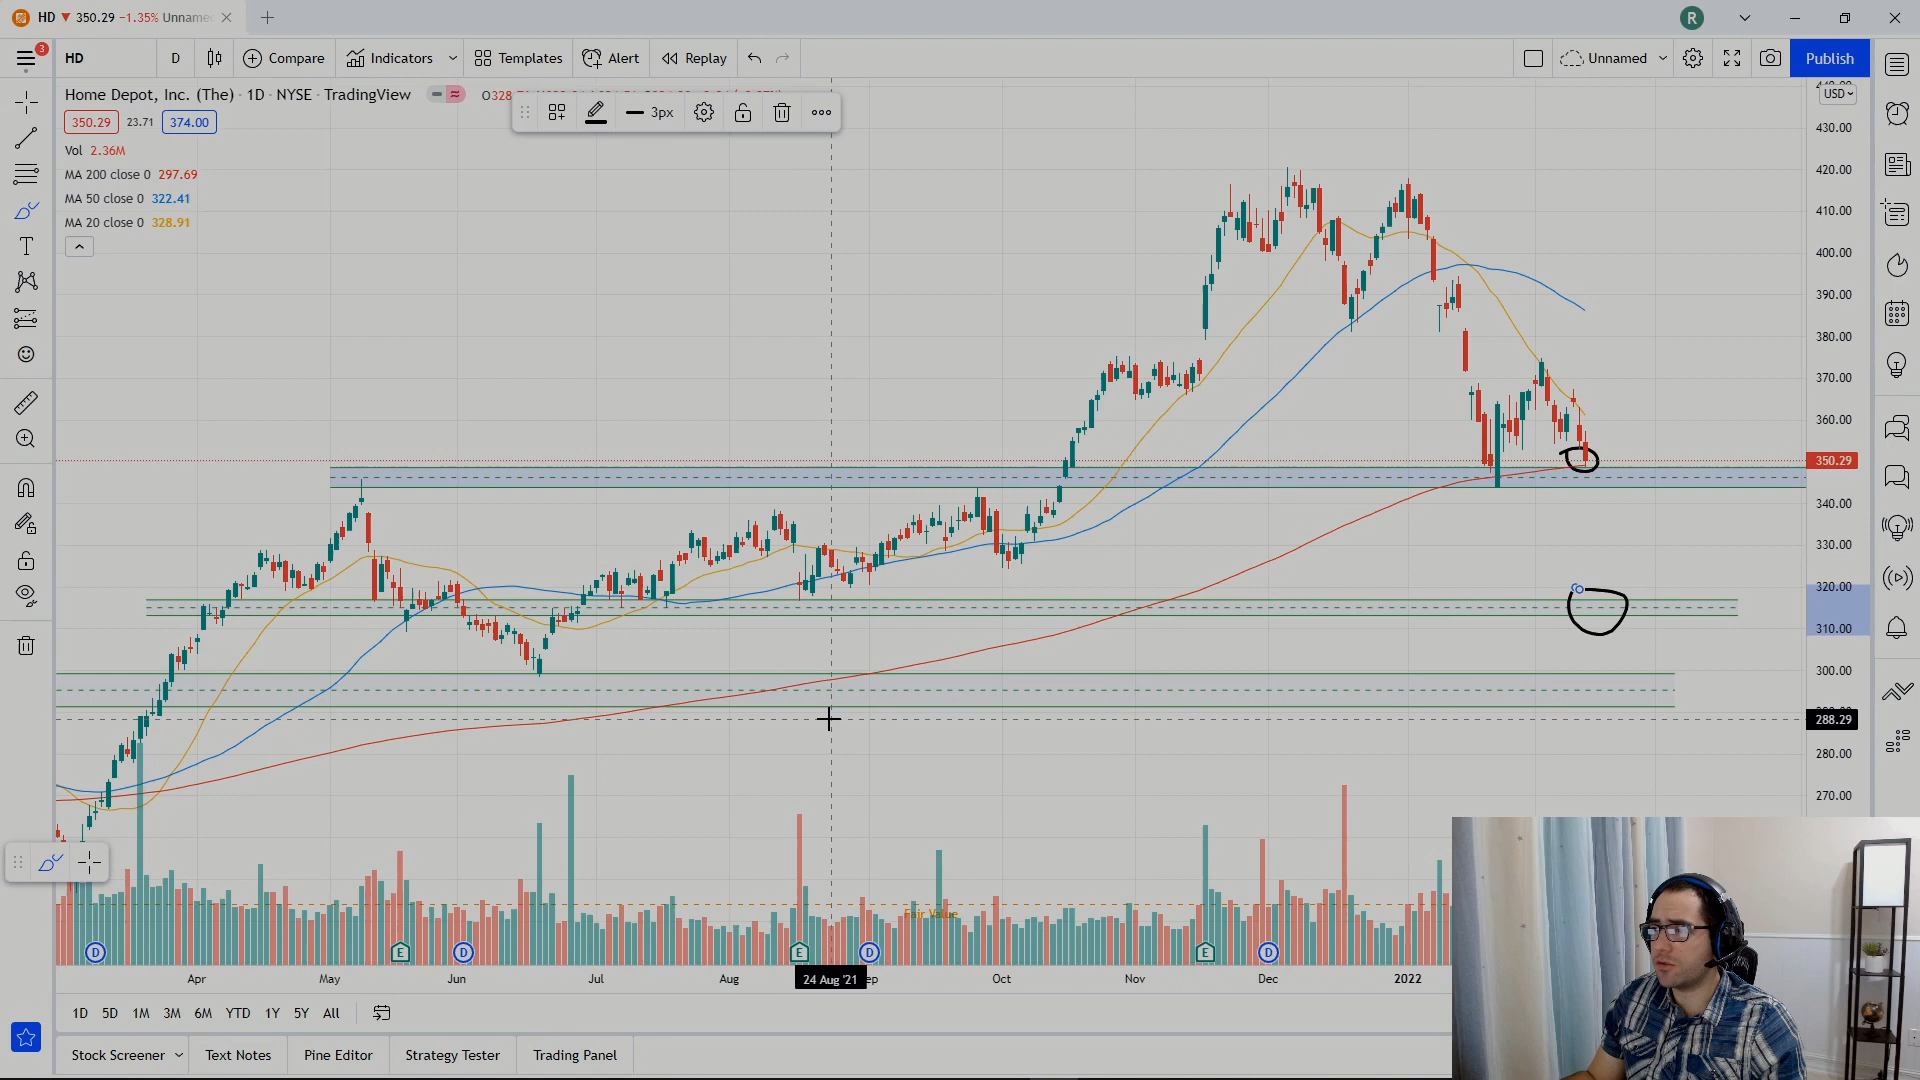 HD ▼ 350.29 −1.35% Unname
R
3
HD D Compare Indicators Templates Alert Replay Unnamed Publish
Home Depot, Inc. (The) · 1D · NYSE · TradingView
O328
3px
USD
350.29 23.71 374.00
Vol 2.36M
MA 200 close 0 297.69
MA 50 close 0 322.41
MA 20 close 0 328.91
430.00
420.00
410.00
400.00
390.00
380.00
370.00
360.00
350.29
340.00
330.00
320.00
310.00
300.00
288.29
280.00
270.00
Fair Value
D E D E D E D
Apr May Jun Jul Aug 24 Aug '21 ep Oct Nov Dec 2022
1D 5D 1M 3M 6M YTD 1Y 5Y All
Stock Screener Text Notes Pine Editor Strategy Tester Trading Panel